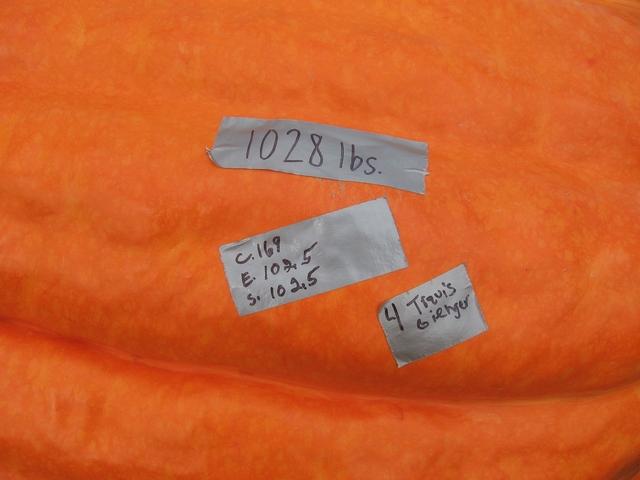 1028 lbs.
C. 169
E. 102.5
S. 102.5
4 Travis
Gienger